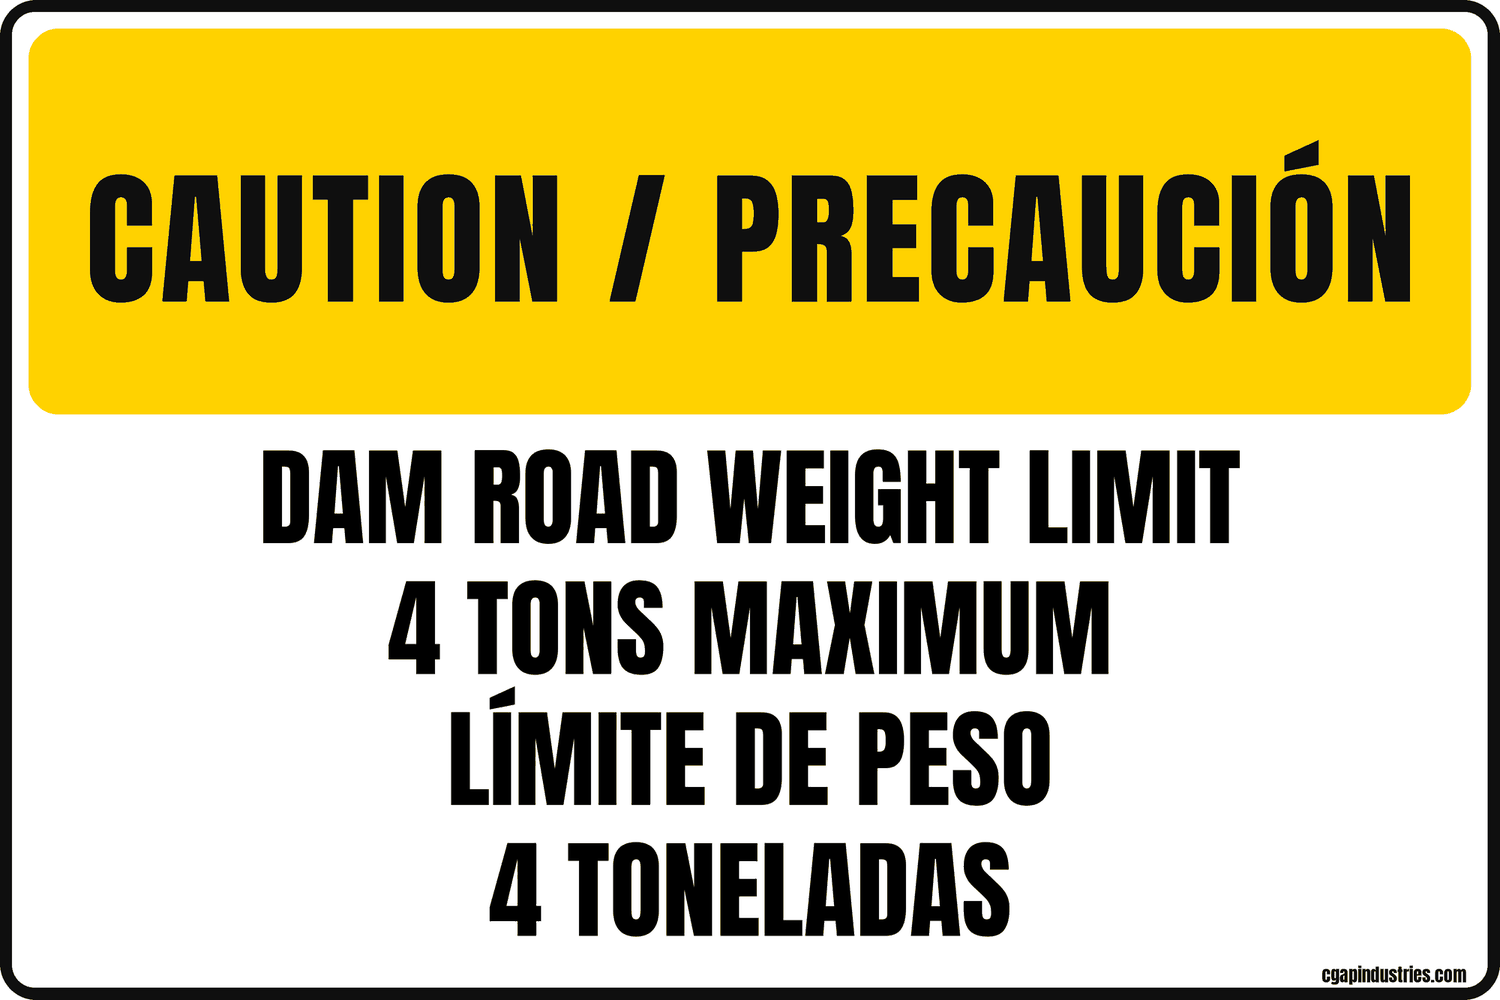 CAUTION / PRECAUCIÓN
DAM ROAD WEIGHT LIMIT
4 TONS MAXIMUM
LÍMITE DE PESO
4 TONELADAS
cgapindustries.com